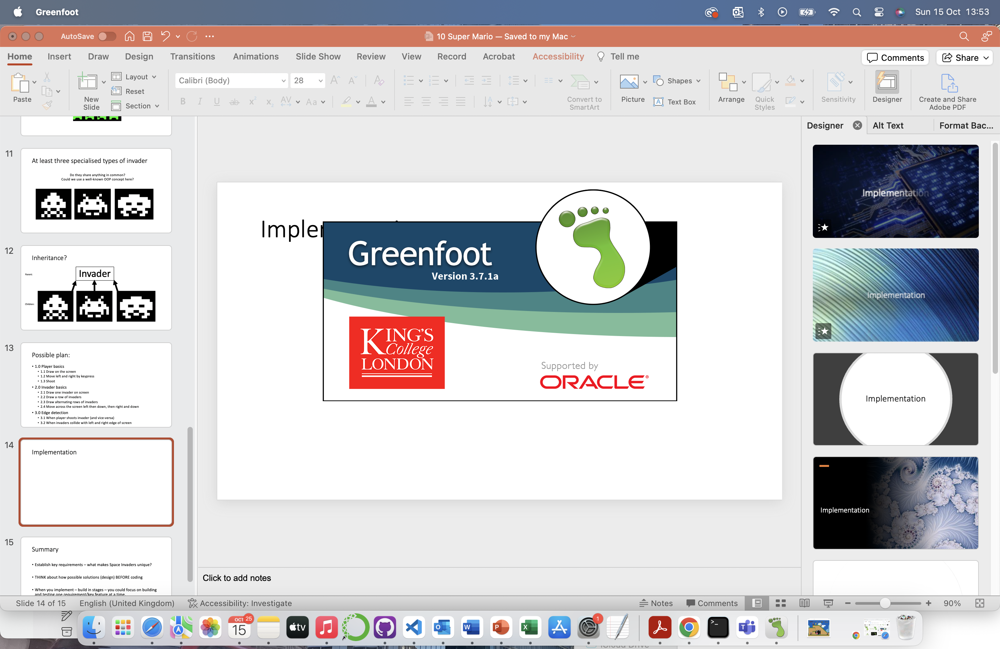 Greenfoot
Sun 15 Oct 13:53
AutoSave
10 Super Mario — Saved to my Mac
Home Insert Draw Design Transitions Animations Slide Show Review View Record Acrobat Accessibility Tell me
Comments Share
Paste
New Slide
Layout
Reset
Section
Calibri (Body) 28
Convert to SmartArt
Picture
Shapes
Text Box
Arrange
Quick Styles
Sensitivity
Designer
Create and Share Adobe PDF
11
At least three specialised types of invader
Do they share anything in common?
Could we use a well-known OOP concept here?
12
Inheritance?
Parent:
Invader
Children:
13
Possible plan:
• 1.0 Player basics
• 1.1 Draw on the screen
• 1.2 Move left and right by keypress
• 1.3 Shoot
• 2.0 Invader basics
• 2.1 Draw one invader on screen
• 2.2 Draw a row of invaders
• 2.3 Draw alternating rows of invaders
• 2.4 Move across the screen left then down, then right and down
• 3.0 Edge detection
• 3.1 When player shoots invader (and vice-versa)
• 3.2 When invaders collide with left and right edge of screen
14
Implementation
15
Summary
• Establish key requirements – what makes Space Invaders unique?
• THINK about how possible solutions (design) BEFORE coding
• When you implement – build in stages – you could focus on building
and testing one requirement/key feature at a time.
Greenfoot
Version 3.7.1a
KING'S
College
LONDON
Supported by
ORACLE®
Click to add notes
Designer Alt Text Format Bac...
Implementation
Implementation
Implementation
Implementation
Slide 14 of 15 English (United Kingdom) Accessibility: Investigate
Notes Comments 90%
OCT 25
15
tv
1